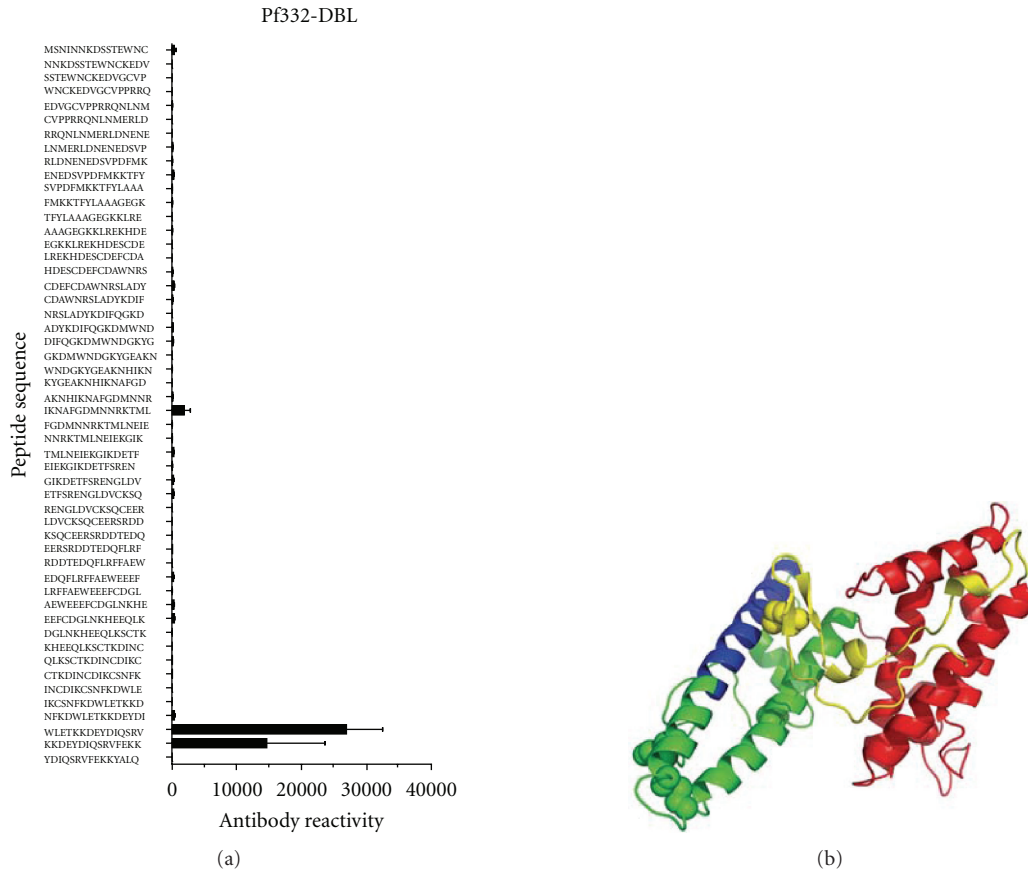 Pf332-DBL
Peptide sequence
MSNINNKDSSTEWNC
NNKDSSTEWNCKEDV
SSTEWNCKEDVGCVP
WNCKEDVGCVPPRRQ
EDVGCVPPRRQNLNM
CVPPRRQNLNMERLD
RRQNLNMERLDNENE
LNMERLDNENEDSVP
RLDNENEDSVPDFMK
ENEDSVPDFMKKTFY
SVPDFMKKTFYLAAA
FMKKTFYLAAAGEGK
TFYLAAAGEGKKLRE
AAAGEGKKLREKHDE
EGKKLREKHDESCDE
LREKHDESCDEFCDA
HDESCDEFCDAWNRS
CDEFCDAWNRSLADY
CDAWNRSLADYKDIF
NRSLADYKDIFQGKD
ADYKDIFQGKDMWND
DIFQGKDMWNDGKYG
GKDMWNDGKYGEAKN
WNDGKYGEAKNHIKN
KYGEAKNHIKNAFGD
AKNHIKNAFGDMNNR
IKNAFGDMNNRKTML
FGDMNNRKTMLNEIE
NNRKTMLNEIEKGIK
TMLNEIEKGIKDETF
EIEKGIKDETFSREN
GIKDETFSRENGLDV
ETFSRENGLDVCKSQ
RENGLDVCKSQCEER
LDVCKSQCEERSRDD
KSQCEERSRDDTEDQ
EERSRDDTEDQFLRF
RDDTEDQFLRFFAEW
EDQFLRFFAEWEEEF
LRFFAEWEEEFCDGL
AEWEEEFCDGLNKHE
EEFCDGLNKHEEQLK
DGLNKHEEQLKSCTK
KHEEQLKSCTKDINC
QLKSCTKDINCDIKC
CTKDINCDIKCSNFK
INCDIKCSNFKDWLE
IKCSNFKDWLETKKD
NFKDWLETKKDEYDI
WLETKKDEYDIQSRV
KKDEYDIQSRVFEKK
YDIQSRVFEKKYALQ
0 10000 20000 30000 40000
Antibody reactivity
(a)
(b)